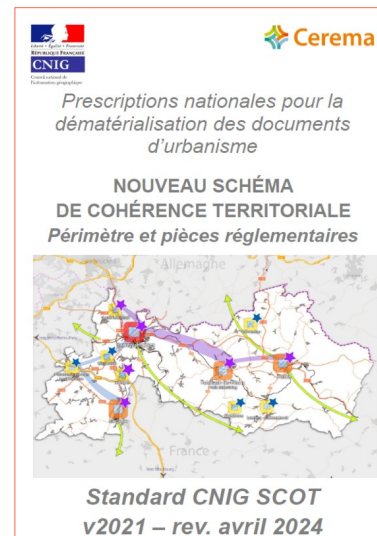 Liberté • Égalité • Fraternité
RÉPUBLIQUE FRANÇAISE
CNIG
Conseil national de
l'information géographique
Cerema
Prescriptions nationales pour la
dématérialisation des documents
d'urbanisme
NOUVEAU SCHÉMA
DE COHÉRENCE TERRITORIALE
Périmètre et pièces réglementaires
Allemagne
France
Standard CNIG SCOT
v2021 – rev. avril 2024